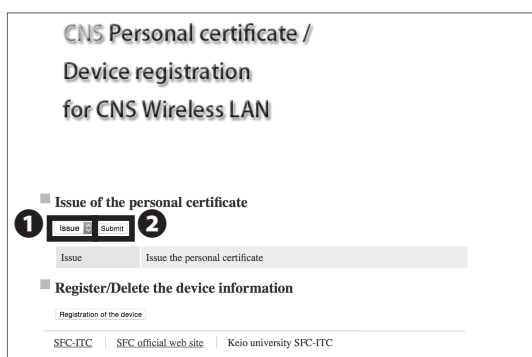 CNS Personal certificate /
Device registration
for CNS Wireless LAN
Issue of the personal certificate
❶ Issue Submit ❷
Issue Issue the personal certificate
Register/Delete the device information
Registration of the device
SFC-ITC SFC official web site Keio university SFC-ITC